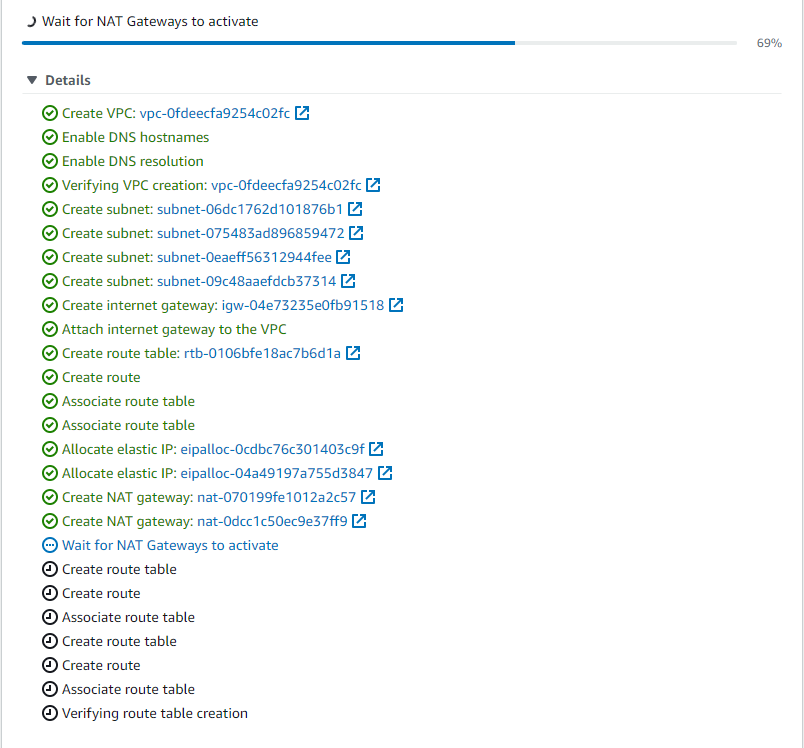 Wait for NAT Gateways to activate
69%
Details
Create VPC: vpc-0fdeecfa9254c02fc
Enable DNS hostnames
Enable DNS resolution
Verifying VPC creation: vpc-0fdeecfa9254c02fc
Create subnet: subnet-06dc1762d101876b1
Create subnet: subnet-075483ad896859472
Create subnet: subnet-0eaeff56312944fee
Create subnet: subnet-09c48aaefdcb37314
Create internet gateway: igw-04e73235e0fb91518
Attach internet gateway to the VPC
Create route table: rtb-0106bfe18ac7b6d1a
Create route
Associate route table
Associate route table
Allocate elastic IP: eipalloc-0cdbc76c301403c9f
Allocate elastic IP: eipalloc-04a49197a755d3847
Create NAT gateway: nat-070199fe1012a2c57
Create NAT gateway: nat-0dcc1c50ec9e37ff9
Wait for NAT Gateways to activate
Create route table
Create route
Associate route table
Create route table
Create route
Associate route table
Verifying route table creation